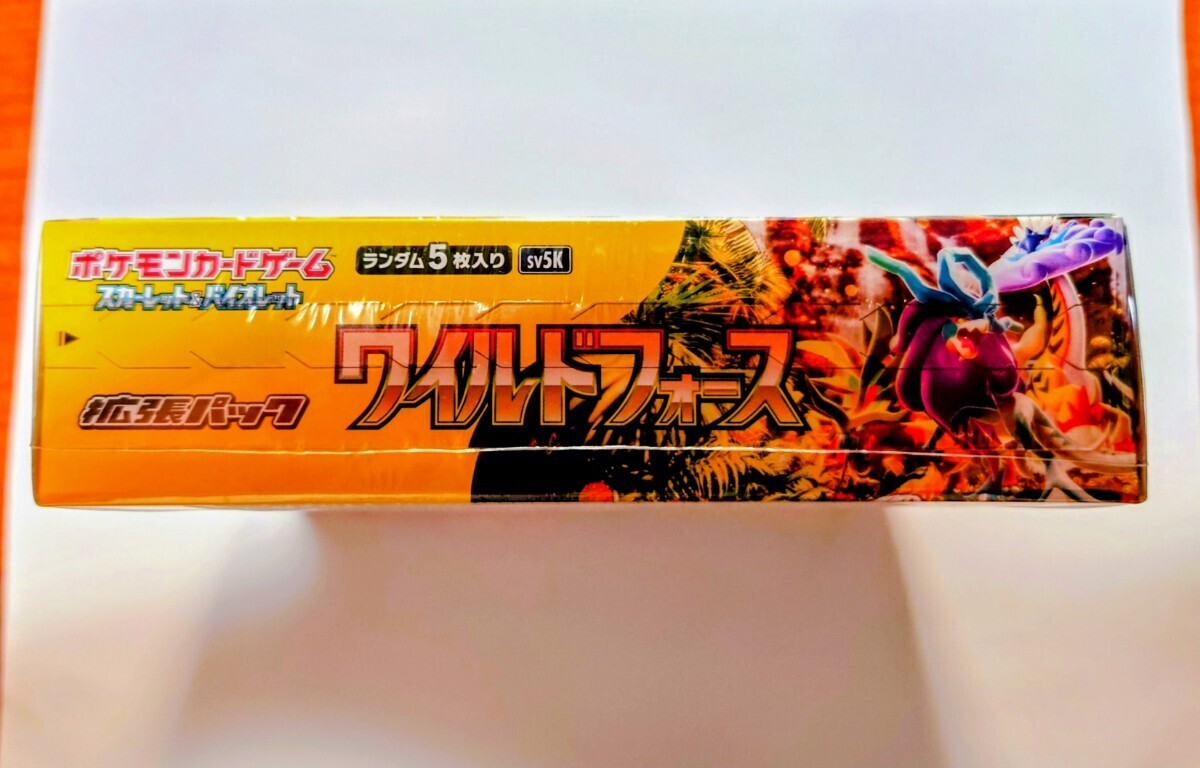 ポケモンカードゲーム
スカーレット&バイオレット
ランダム5枚入り
sv5K
ワイルドフォース
拡張パック